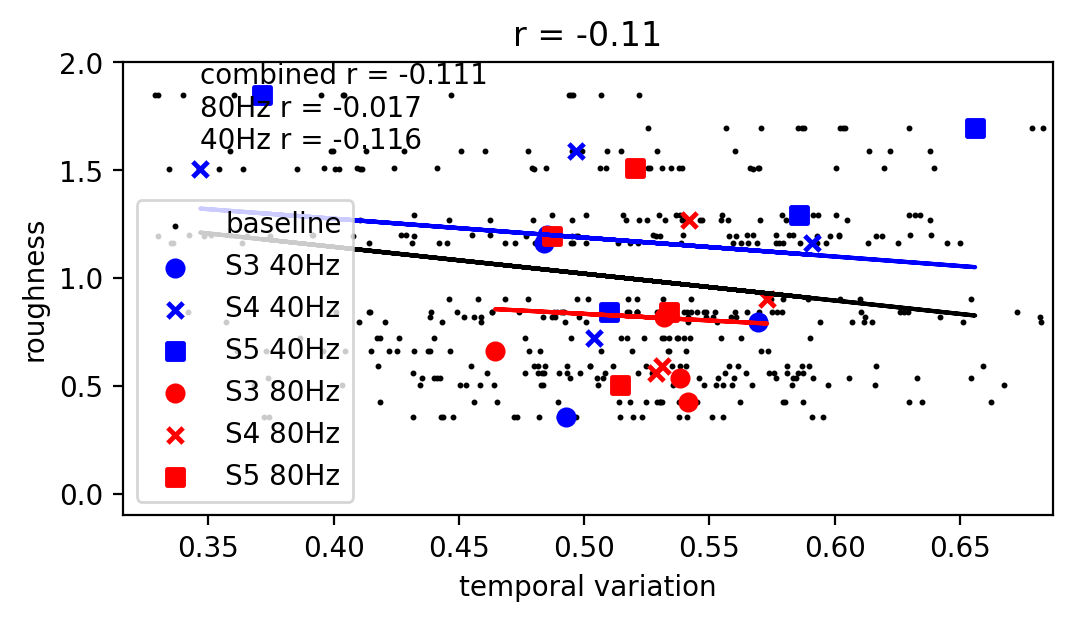 r = -0.11
combined r = -0.111
80Hz r = -0.017
40Hz r = -0.116
2.0
1.5
1.0
0.5
0.0
roughness
baseline
S3 40Hz
S4 40Hz
S5 40Hz
S3 80Hz
S4 80Hz
S5 80Hz
0.35 0.40 0.45 0.50 0.55 0.60 0.65
temporal variation